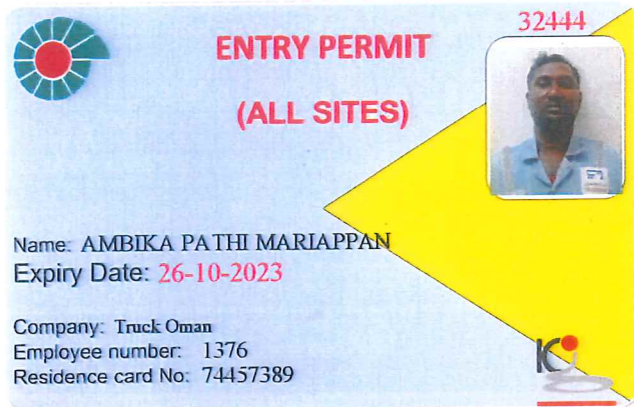 32444
ENTRY PERMIT
(ALL SITES)
Name: AMBIKA PATHI MARIAPPAN
Expiry Date: 26-10-2023
Company: Truck Oman
Employee number: 1376
Residence card No: 74457389